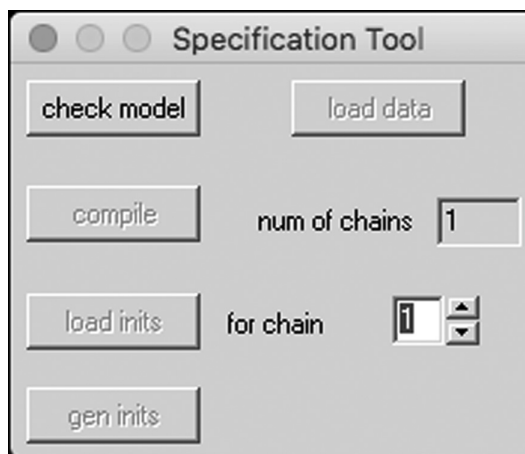 Specification Tool
check model load data
compile num of chains 1
load inits for chain 1
gen inits